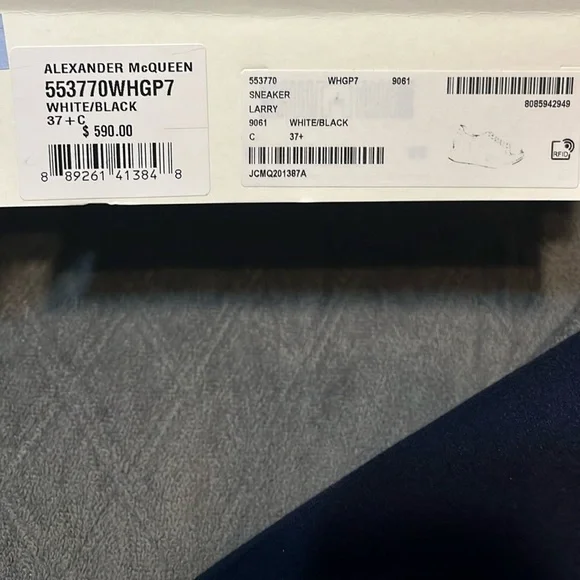 ALEXANDER McQUEEN
553770WHGP7
WHITE/BLACK
37+C
$ 590.00
8 89261 41384 8
553770 WHGP7 9061
SNEAKER
LARRY
9061 WHITE/BLACK
C 37+
JCMQ201387A
8085942949
RFID